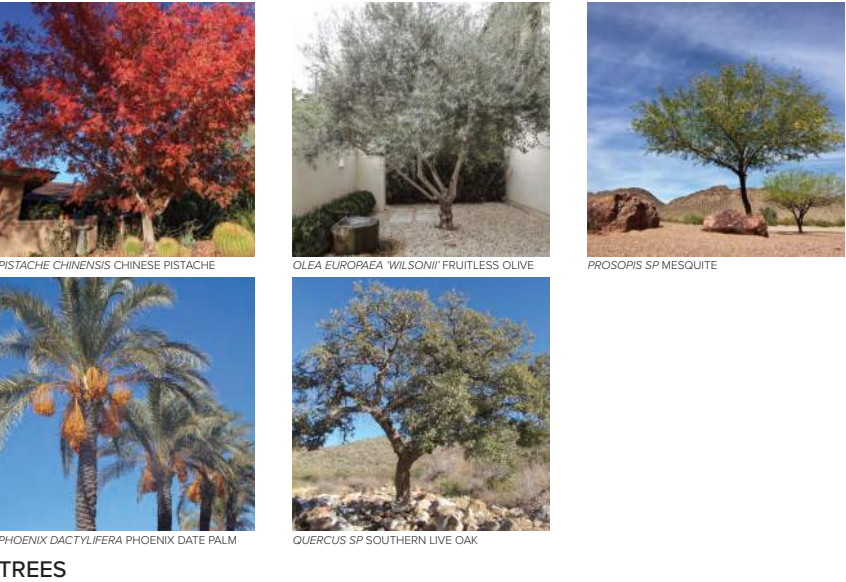 PISTACHE CHINENSIS CHINESE PISTACHE
OLEA EUROPAEA 'WILSONII' FRUITLESS OLIVE
PROSOPIS SP MESQUITE
PHOENIX DACTYLIFERA PHOENIX DATE PALM
QUERCUS SP SOUTHERN LIVE OAK
TREES